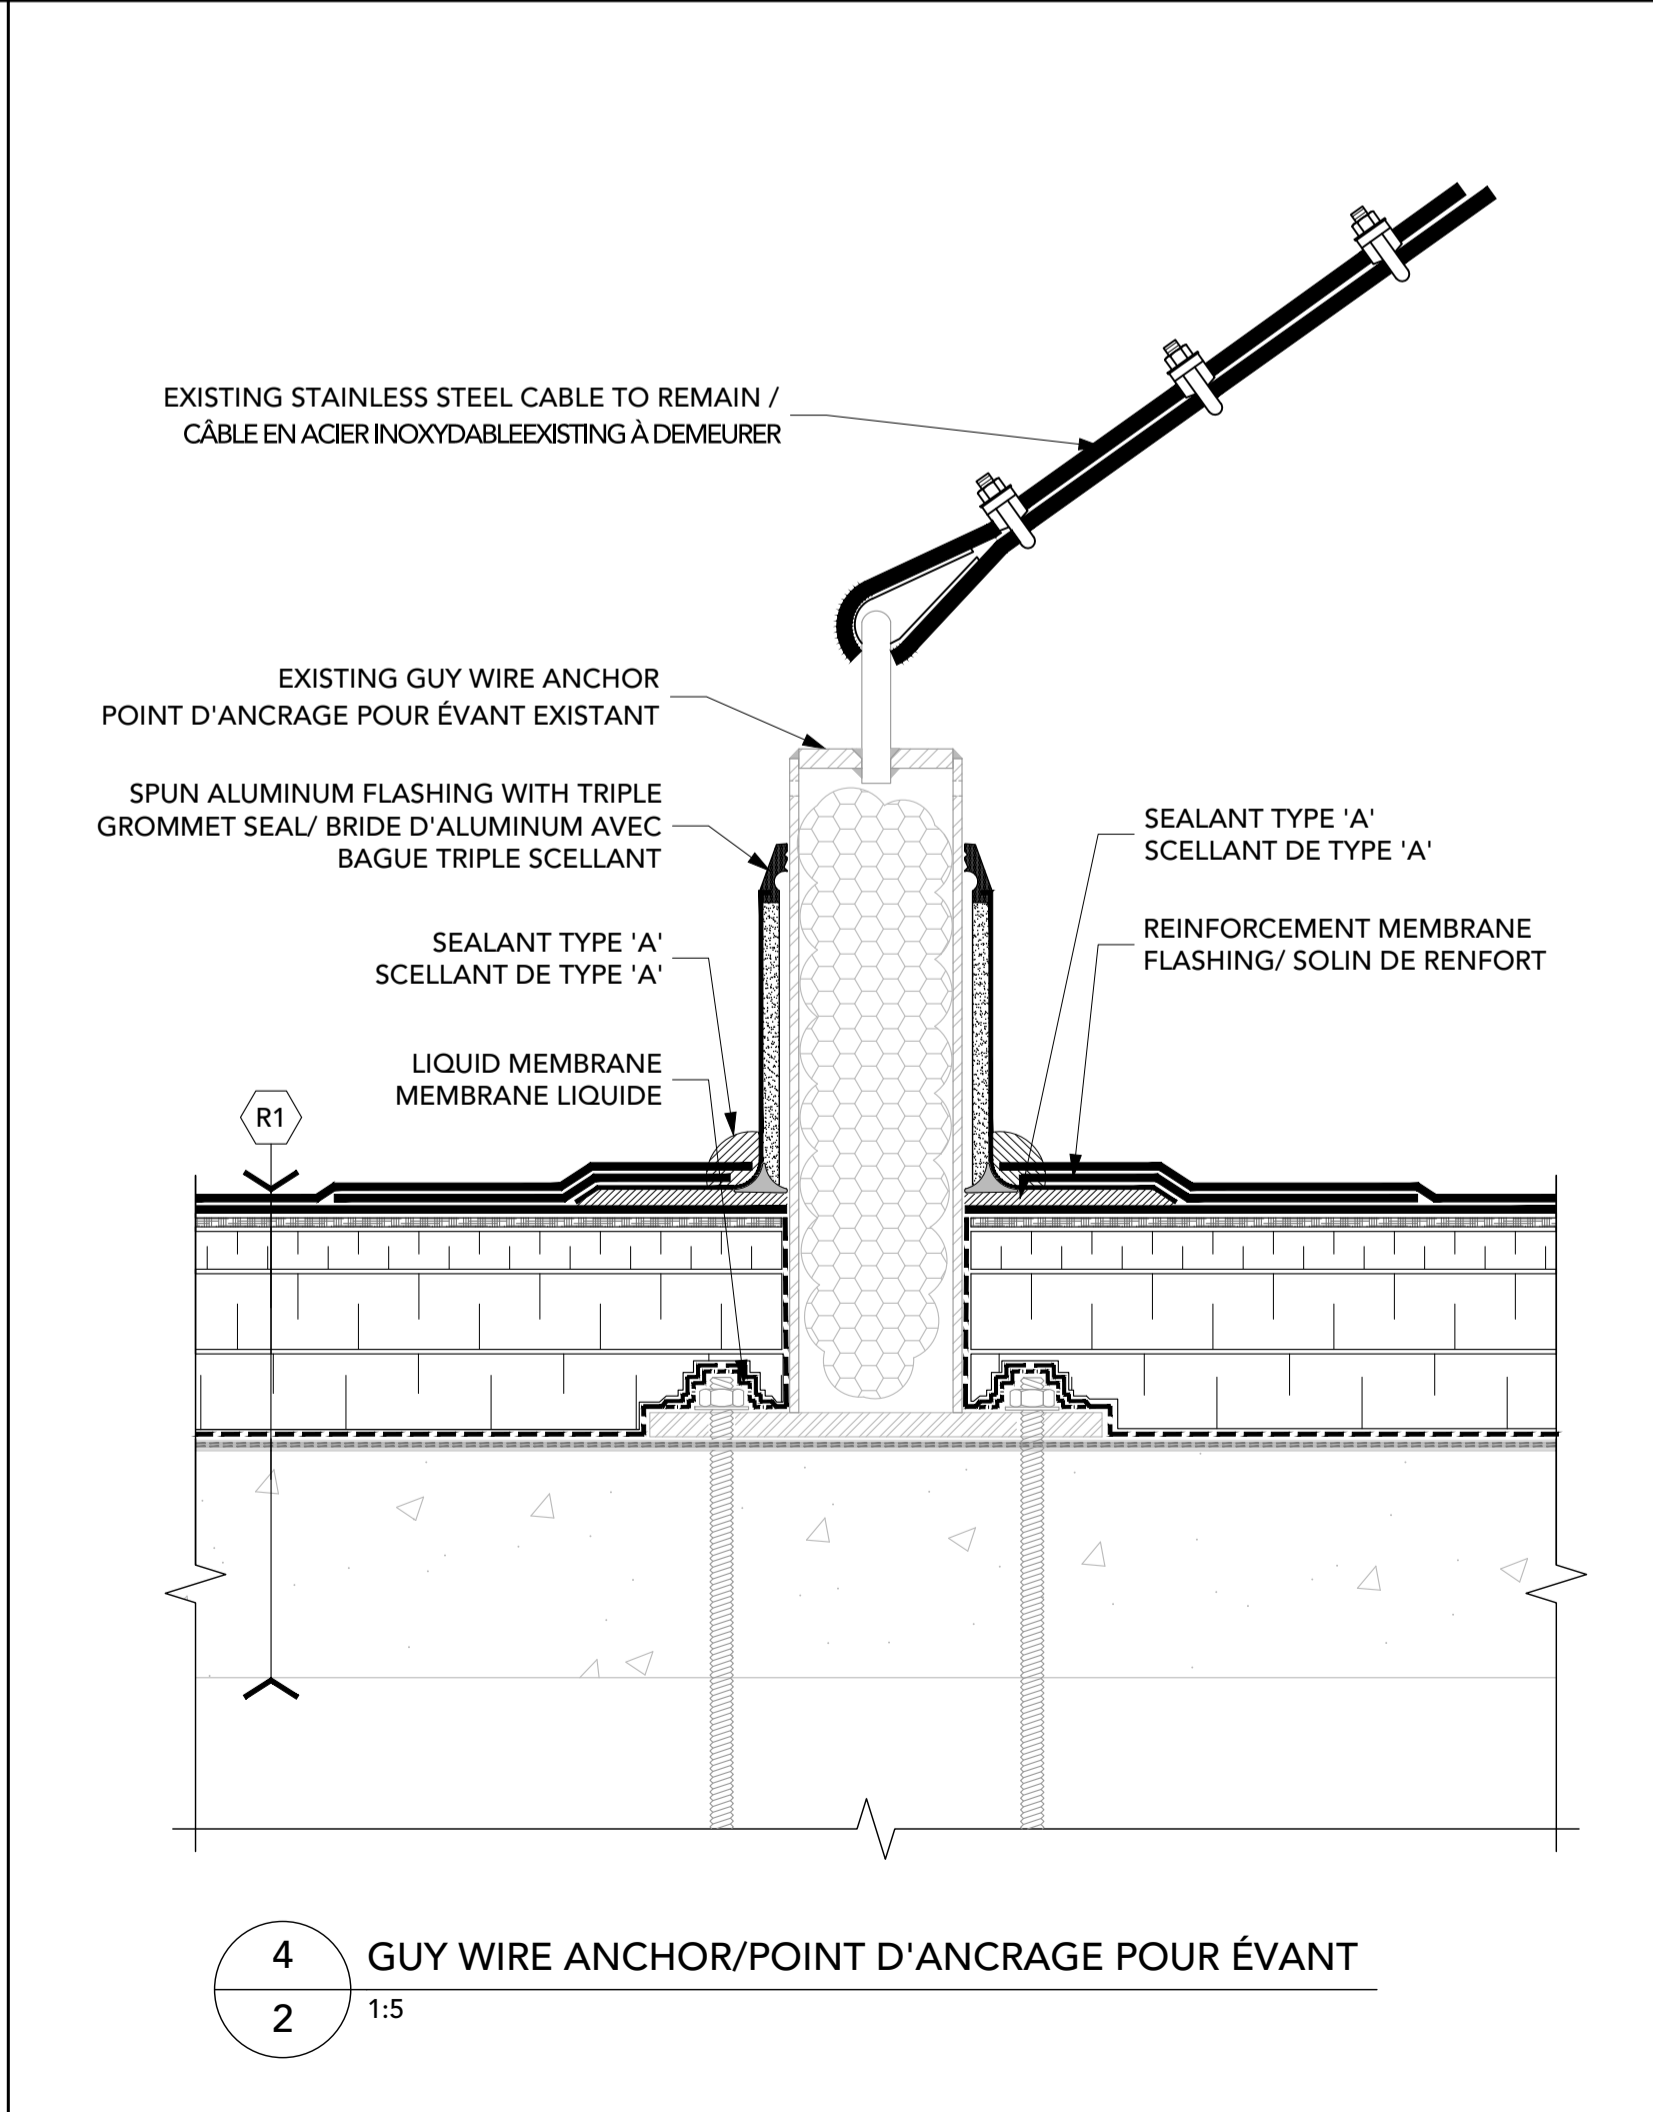 EXISTING STAINLESS STEEL CABLE TO REMAIN /
CÂBLE EN ACIER INOXYDABLEEXISTING À DEMEURER
EXISTING GUY WIRE ANCHOR
POINT D'ANCRAGE POUR ÉVANT EXISTANT
SPUN ALUMINUM FLASHING WITH TRIPLE
GROMMET SEAL/ BRIDE D'ALUMINUM AVEC
BAGUE TRIPLE SCELLANT
SEALANT TYPE 'A'
SCELLANT DE TYPE 'A'
LIQUID MEMBRANE
MEMBRANE LIQUIDE
SEALANT TYPE 'A'
SCELLANT DE TYPE 'A'
REINFORCEMENT MEMBRANE
FLASHING/ SOLIN DE RENFORT
R1
4
2
GUY WIRE ANCHOR/POINT D'ANCRAGE POUR ÉVANT
1:5